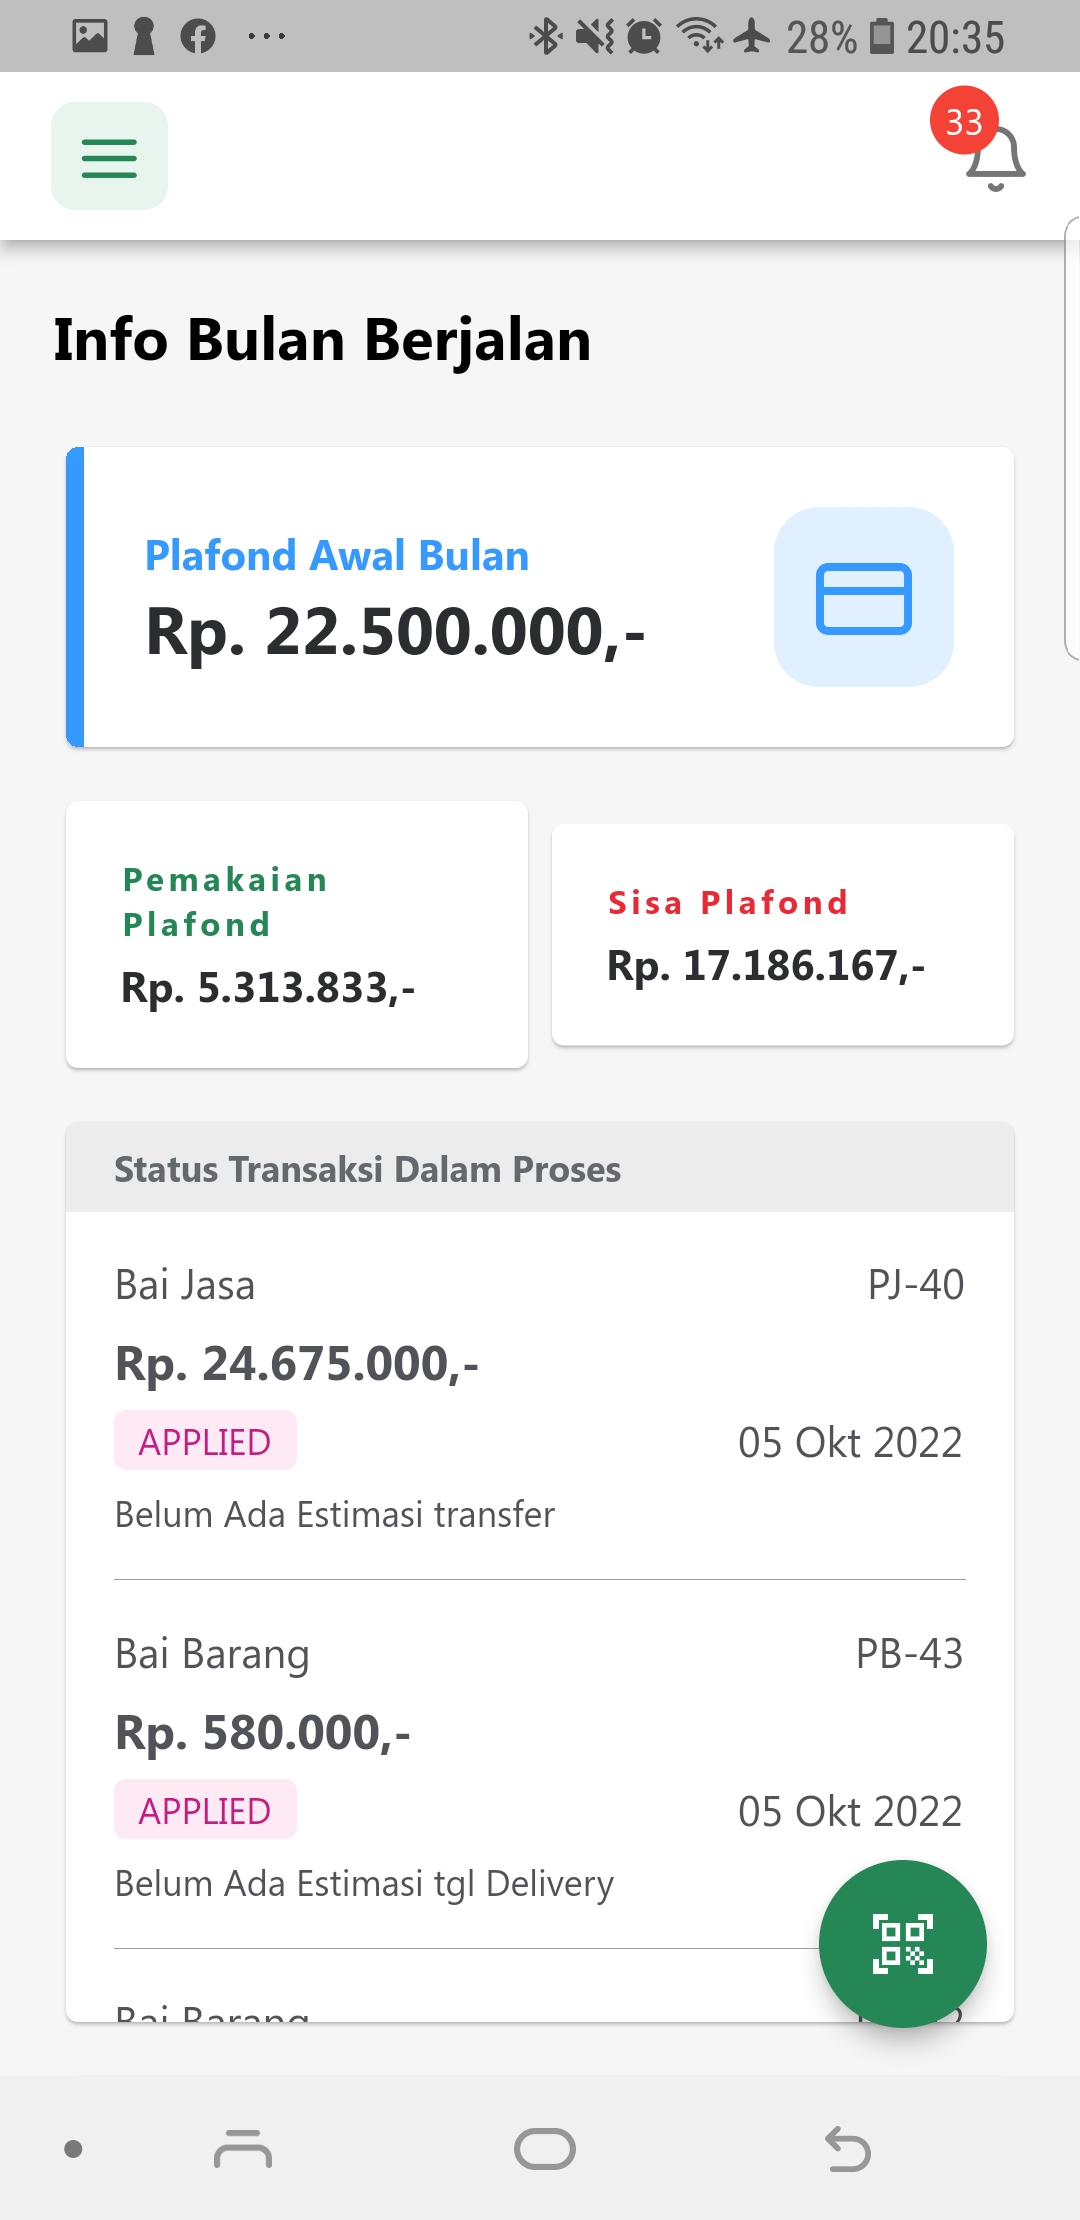 28% 20:35
33
Info Bulan Berjalan
Plafond Awal Bulan
Rp. 22.500.000,-
Pemakaian
Plafond
Rp. 5.313.833,-
Sisa Plafond
Rp. 17.186.167,-
Status Transaksi Dalam Proses
Bai Jasa PJ-40
Rp. 24.675.000,-
APPLIED 05 Okt 2022
Belum Ada Estimasi transfer
Bai Barang PB-43
Rp. 580.000,-
APPLIED 05 Okt 2022
Belum Ada Estimasi tgl Delivery
Bai Barang